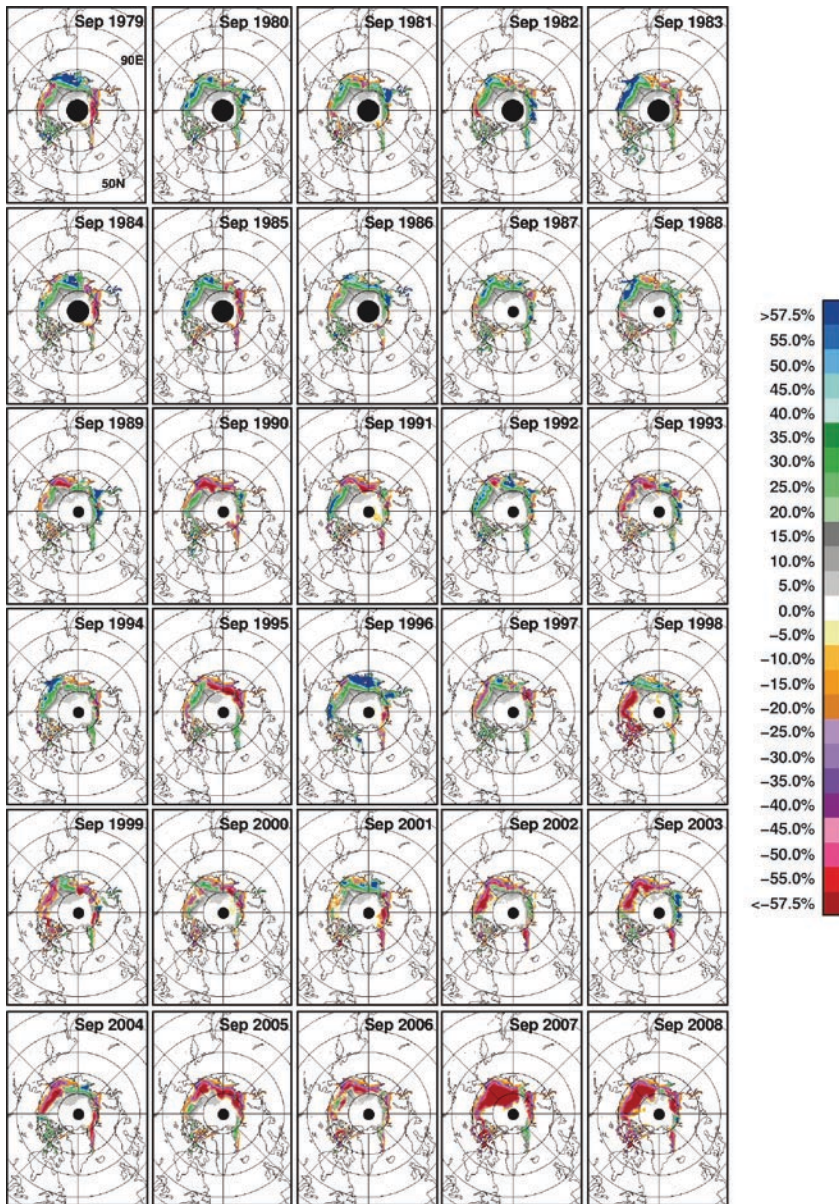 Sep 1979
Sep 1980
Sep 1981
Sep 1982
Sep 1983
90E
50N
Sep 1984
Sep 1985
Sep 1986
Sep 1987
Sep 1988
Sep 1989
Sep 1990
Sep 1991
Sep 1992
Sep 1993
Sep 1994
Sep 1995
Sep 1996
Sep 1997
Sep 1998
Sep 1999
Sep 2000
Sep 2001
Sep 2002
Sep 2003
Sep 2004
Sep 2005
Sep 2006
Sep 2007
Sep 2008
>57.5%
55.0%
50.0%
45.0%
40.0%
35.0%
30.0%
25.0%
20.0%
15.0%
10.0%
5.0%
0.0%
−5.0%
−10.0%
−15.0%
−20.0%
−25.0%
−30.0%
−35.0%
−40.0%
−45.0%
−50.0%
−55.0%
<−57.5%